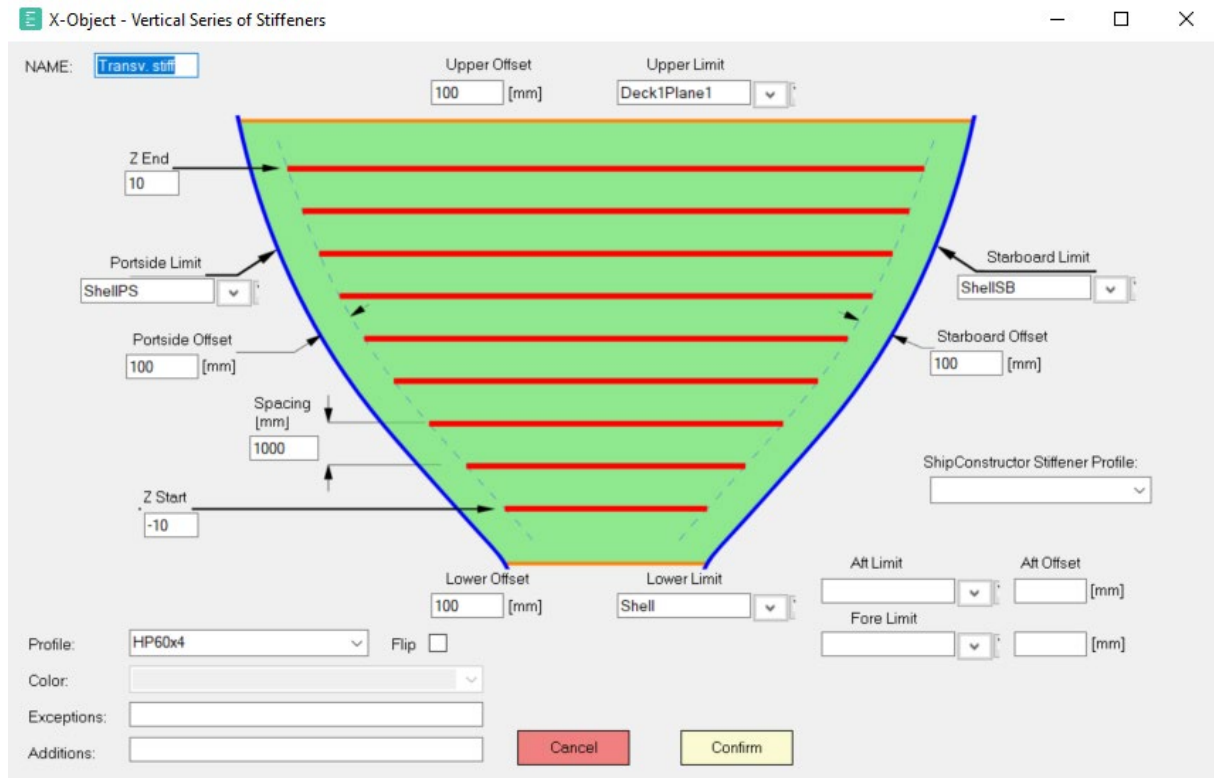 X-Object - Vertical Series of Stiffeners
NAME: Transv. stiff
Upper Offset Upper Limit
100 [mm] Deck1Plane1
Z End
10
Portside Limit Starboard Limit
ShellPS ShellSB
Portside Offset Starboard Offset
100 [mm] 100 [mm]
Spacing
[mm]
1000
ShipConstructor Stiffener Profile:
Z Start
-10
Aft Limit Aft Offset
[mm]
Lower Offset Lower Limit
100 [mm] Shell
Fore Limit
[mm]
Profile: HP60x4 Flip
Color:
Exceptions:
Additions:
Cancel Confirm